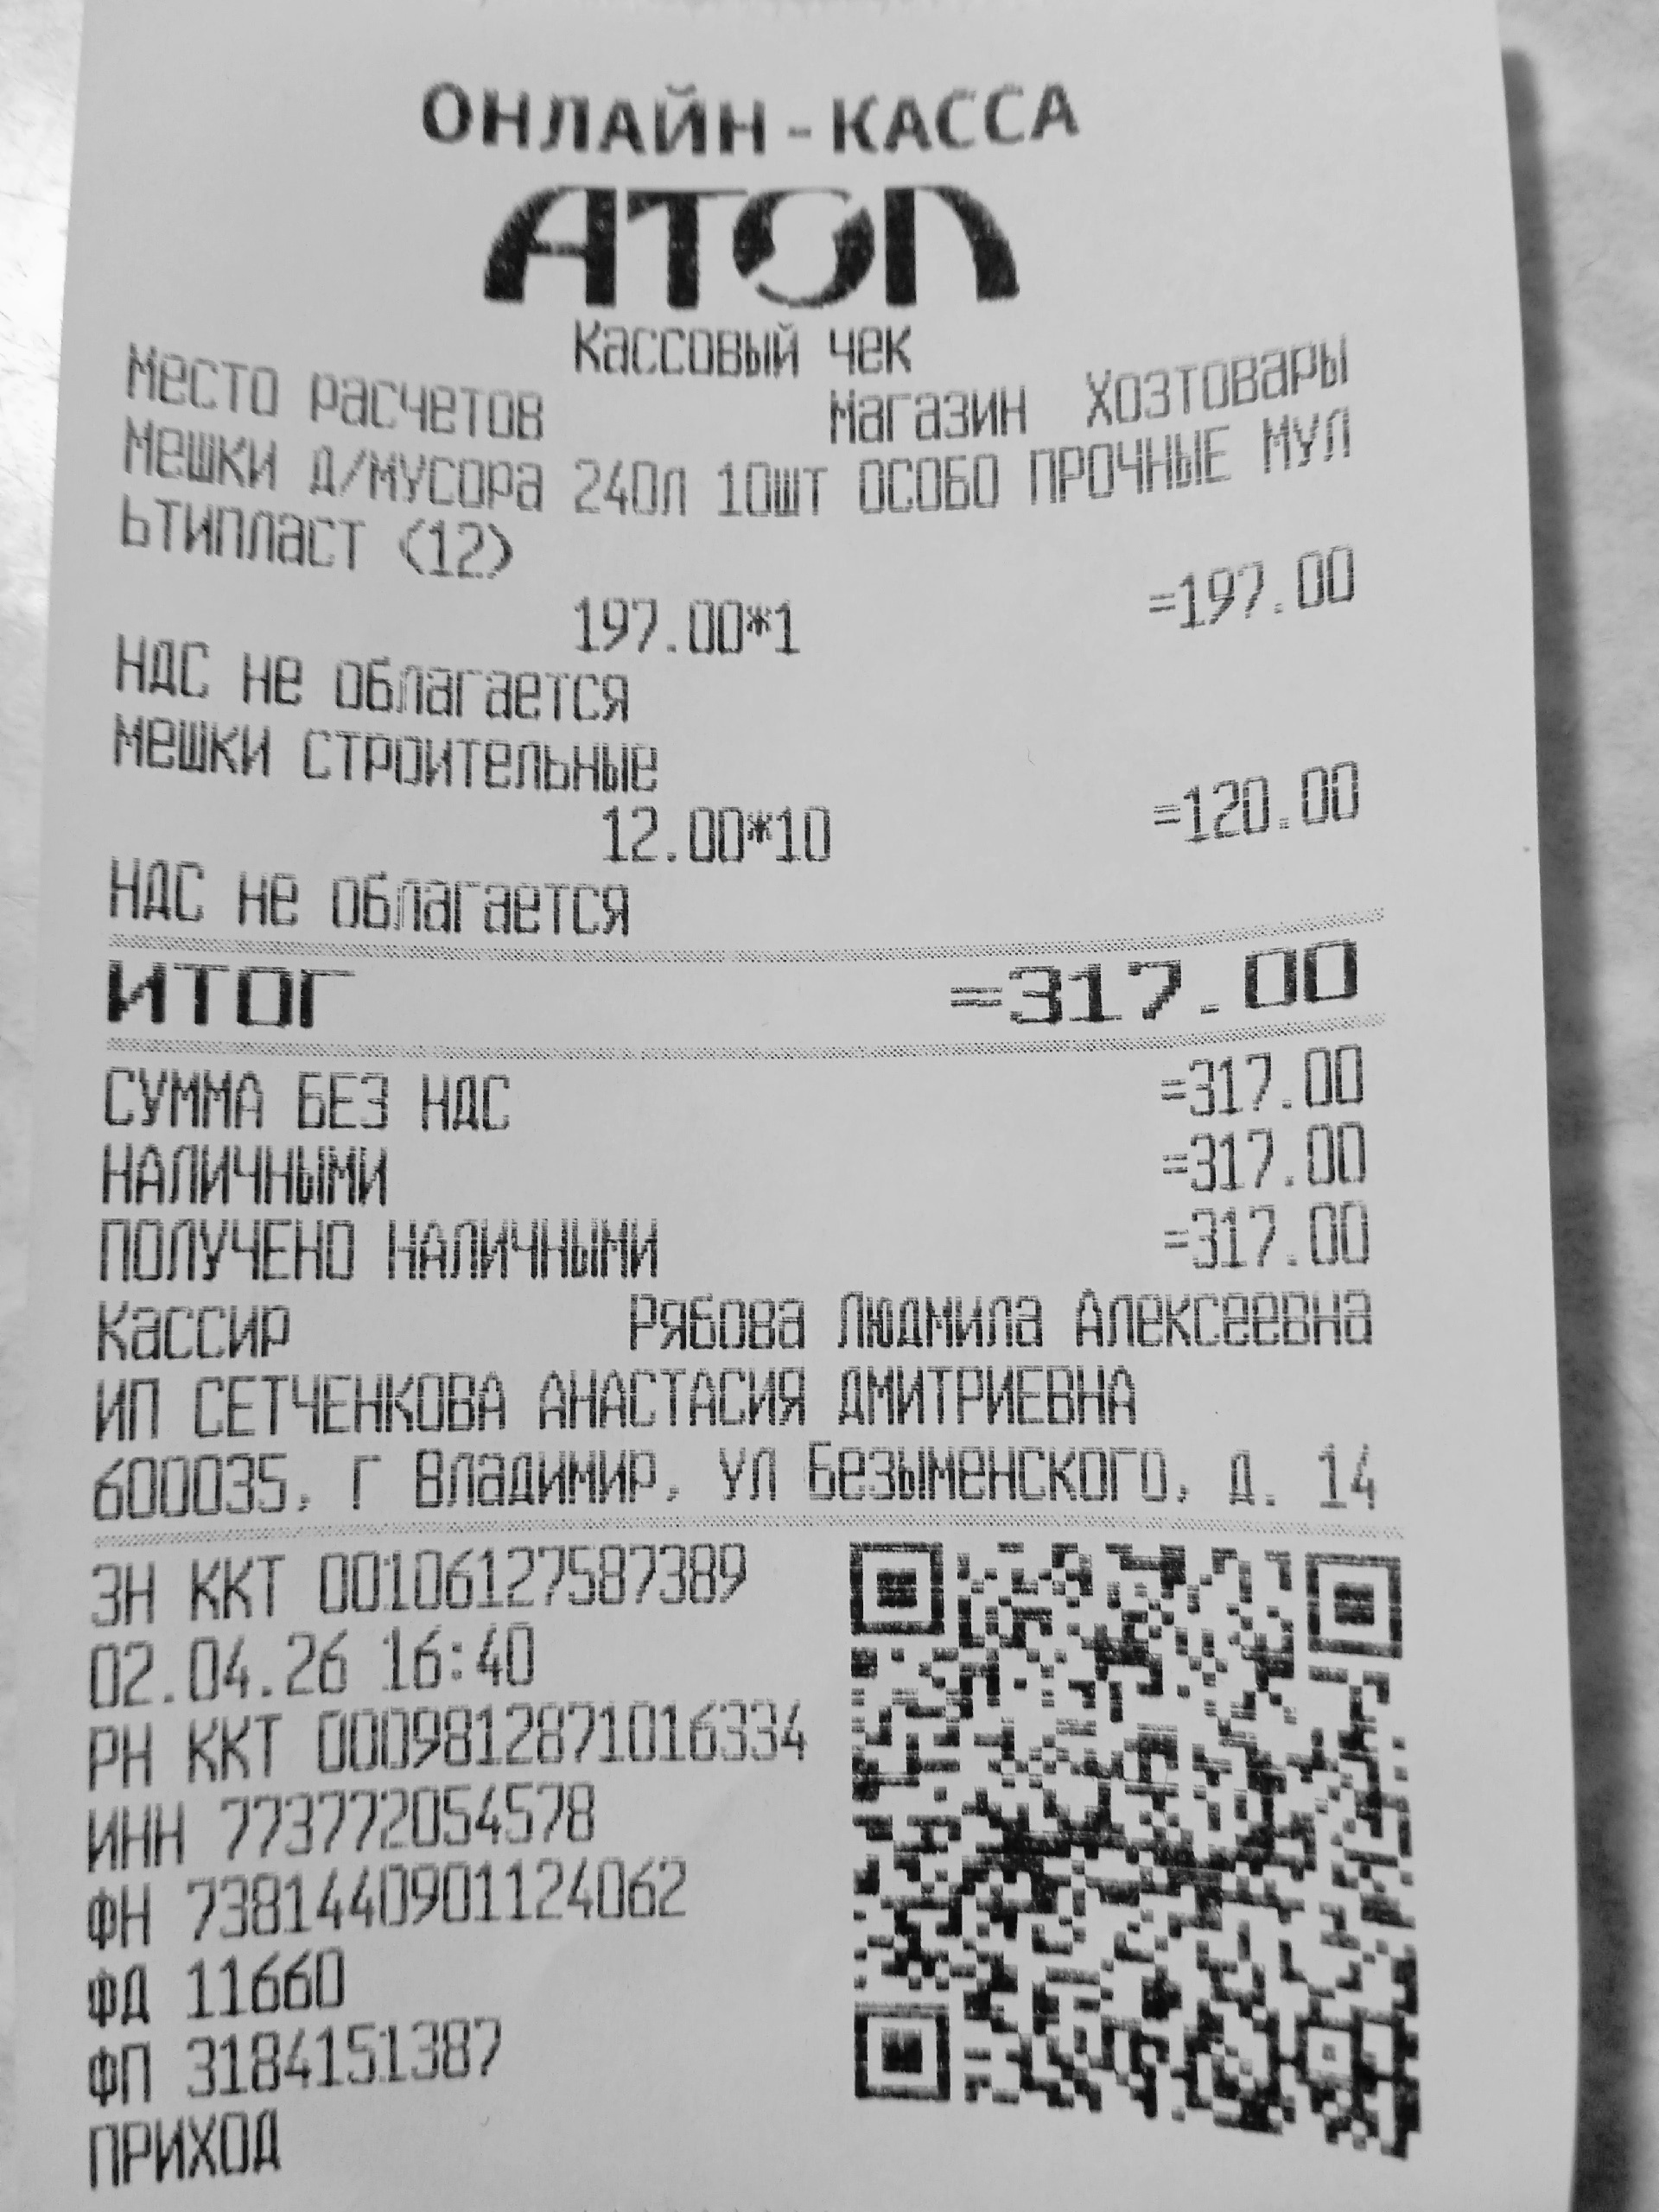 ОНЛАЙН-КАССА
АТОЛ
Кассовый чек
Место расчетов Магазин Хозтовары
Мешки д/мусора 240л 10шт ОСОБО ПРОЧНЫЕ МУЛ
Ьтипласт (12)
197.00*1 =197.00
НДС не облагается
Мешки строительные
12.00*10 =120.00
НДС не облагается
ИТОГ =317.00
СУММА БЕЗ НДС =317.00
НАЛИЧНЫМИ =317.00
ПОЛУЧЕНО НАЛИЧНЫМИ =317.00
Кассир Рябова Людмила Алексеевна
ИП СЕТЧЕНКОВА АНАСТАСИЯ ДМИТРИЕВНА
600035, г Владимир, ул Безыменского, д. 14
ЗН ККТ 00106127587389
02.04.26 16:40
РН ККТ 0009812871016334
ИНН 773772054578
ФН 7381440901124062
ФД 11660
ФП 3184151387
ПРИХОД